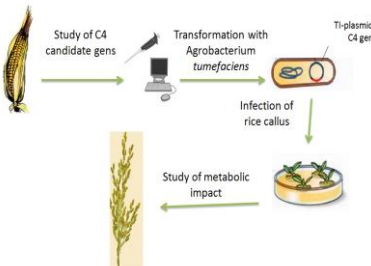 Study of C4
candidate gens
Transformation with
Agrobacterium
tumefaciens
TI-plasmid
C4 gen
Infection of
rice callus
Study of metabolic
impact